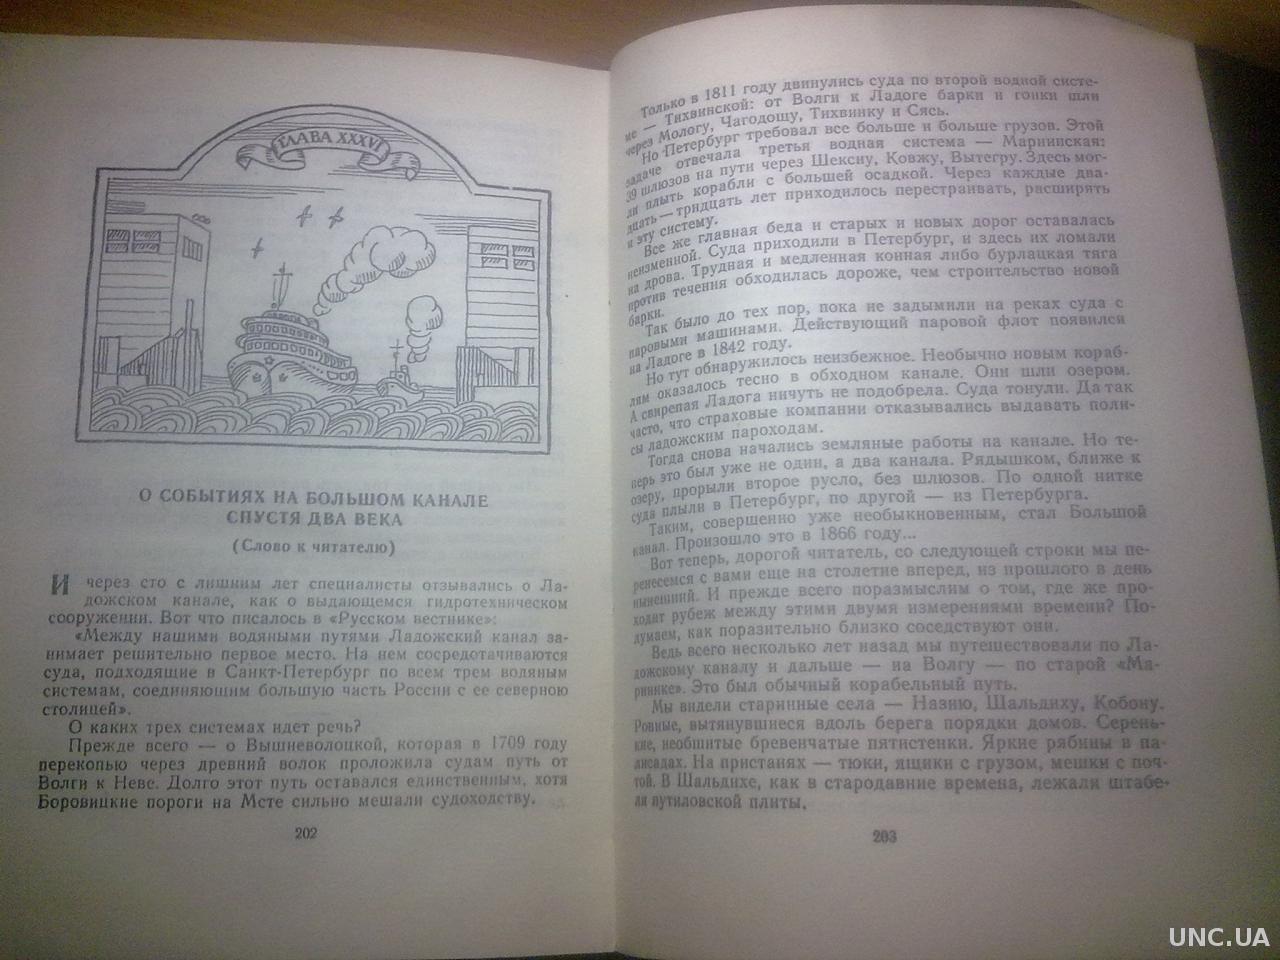 ГЛАВА XXXVI
О СОБЫТИЯХ НА БОЛЬШОМ КАНАЛЕ
СПУСТЯ ДВА ВЕКА
(Слово к читателю)
И через сто с лишним лет специалисты отзывались о Ла-
дожском канале, как о выдающемся гидротехническом
сооружении. Вот что писалось в «Русском вестнике»:
«Между нашими водяными путями Ладожский канал за-
нимает решительно первое место. На нем сосредотачиваются
суда, подходящие в Санкт-Петербург по всем трем водяным
системам, соединяющим большую часть России с ее северною
столицей».
О каких трех системах идет речь?
Прежде всего — о Вышневолоцкой, которая в 1709 году
перекопью через древний волок проложила судам путь от
Волги к Неве. Долго этот путь оставался единственным, хотя
Боровицкие пороги на Мсте сильно мешали судоходству.
202
Только в 1811 году двинулись суда по второй водной систе-
ме — Тихвинской: от Волги к Ладоге барки и гонки шли
через Мологу, Чагодощу, Тихвинку и Сясь.
Но Петербург требовал все больше и больше грузов. Этой
задаче отвечала третья водная система — Мариинская:
39 шлюзов на пути через Шексну, Ковжу, Вытегру. Здесь мог-
ли плыть корабли с большей осадкой. Через каждые два-
дцать — тридцать лет приходилось перестраивать, расширять
и эту систему.
Все же главная беда и старых и новых дорог оставалась
неизменной. Суда приходили в Петербург, и здесь их ломали
на дрова. Трудная и медленная конная либо бурлацкая тяга
против течения обходилась дороже, чем строительство новой
барки.
Так было до тех пор, пока не задымили на реках суда с
паровыми машинами. Действующий паровой флот появился
на Ладоге в 1842 году.
Но тут обнаружилось неизбежное. Необычно новым кораб-
лям оказалось тесно в обходном канале. Они шли озером.
А свирепая Ладога ничуть не подобрела. Суда тонули. Да так
часто, что страховые компании отказывались выдавать поли-
сы ладожским пароходам.
Тогда снова начались земляные работы на канале. Но те-
перь это был уже не один, а два канала. Рядышком, ближе к
озеру, прорыли второе русло, без шлюзов. По одной нитке
суда плыли в Петербург, по другой — из Петербурга.
Таким, совершенно уже необыкновенным, стал Большой
канал. Произошло это в 1866 году...
Вот теперь, дорогой читатель, со следующей строки мы пе-
ренесемся с вами еще на столетие вперед, из прошлого в день
нынешний. И прежде всего поразмыслим о том, где же про-
ходит рубеж между этими двумя измерениями времени? По-
думаем, как поразительно близко соседствуют они.
Ведь всего несколько лет назад мы путешествовали по Ла-
дожскому каналу и дальше — на Волгу — по старой «Ма-
риинке». Это был обычный корабельный путь.
Мы видели старинные села — Назию, Шальдиху, Кобону.
Ровные, вытянувшиеся вдоль берега порядки домов. Серень-
кие, необшитые бревенчатые пятистенки. Яркие рябины в па-
лисадах. На пристанях — тюки, ящики с грузом, мешки с поч-
той. В Шальдихе, как в стародавние времена, лежали штабе-
ля путиловской плиты.
203
UNC.UA